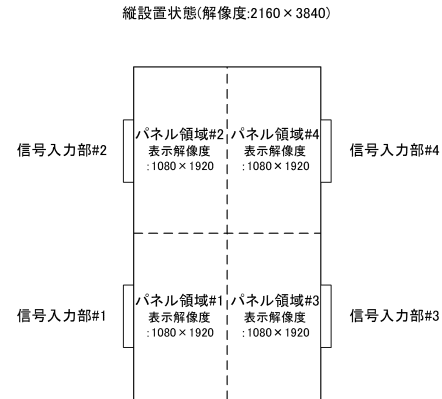 縦設置状態(解像度:2160×3840)
信号入力部#2
パネル領域#2
表示解像度
:1080×1920
パネル領域#4
表示解像度
:1080×1920
信号入力部#4
信号入力部#1
パネル領域#1
表示解像度
:1080×1920
パネル領域#3
表示解像度
:1080×1920
信号入力部#3